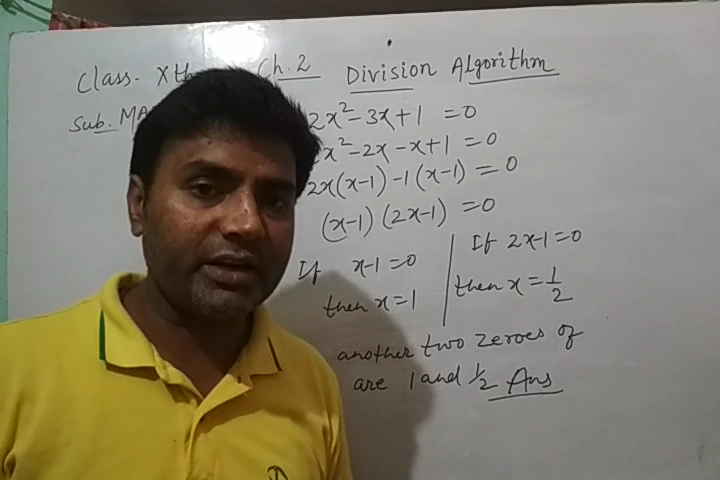 Class. Xth Ch.2 Division Algorithm
Sub. MA
2x²-3x+1 =0
x²-2x-x+1=0
2x(x-1)-1(x-1)=0
(x-1)(2x-1)=0
If x-1=0
then x=1
If 2x-1=0
then x=1/2
another two zeroes of
are 1 and 1/2 Ans